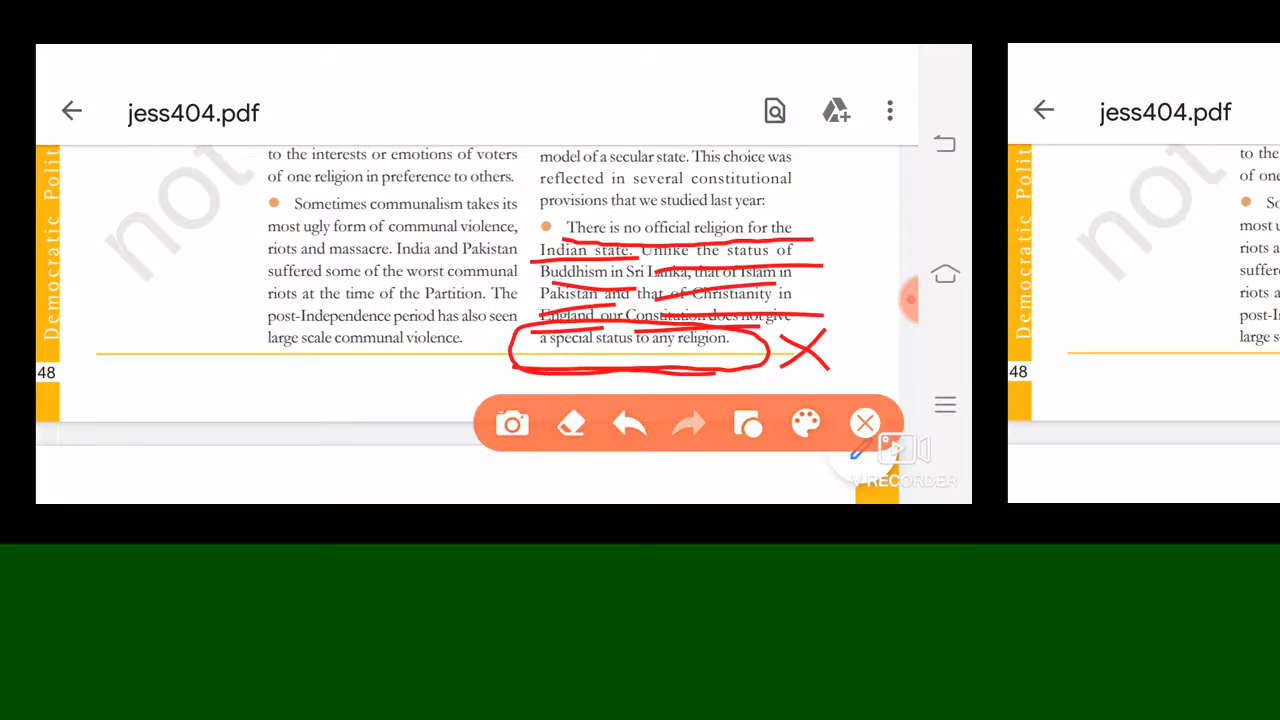 jess404.pdf
Democratic Polit
not
to the interests or emotions of voters
of one religion in preference to others.
Sometimes communalism takes its
most ugly form of communal violence,
riots and massacre. India and Pakistan
suffered some of the worst communal
riots at the time of the Partition. The
post-Independence period has also seen
large scale communal violence.
48
model of a secular state. This choice was
reflected in several constitutional
provisions that we studied last year:
There is no official religion for the
Indian state. Unlike the status of
Buddhism in Sri Lanka, that of Islam in
Pakistan and that of Christianity in
England, our Constitution does not give
a special status to any religion.
V RECORDER
jess404.pdf
Democratic Polit
not
to the
of one
So
most u
riots a
suffere
riots a
post-I
large s
48